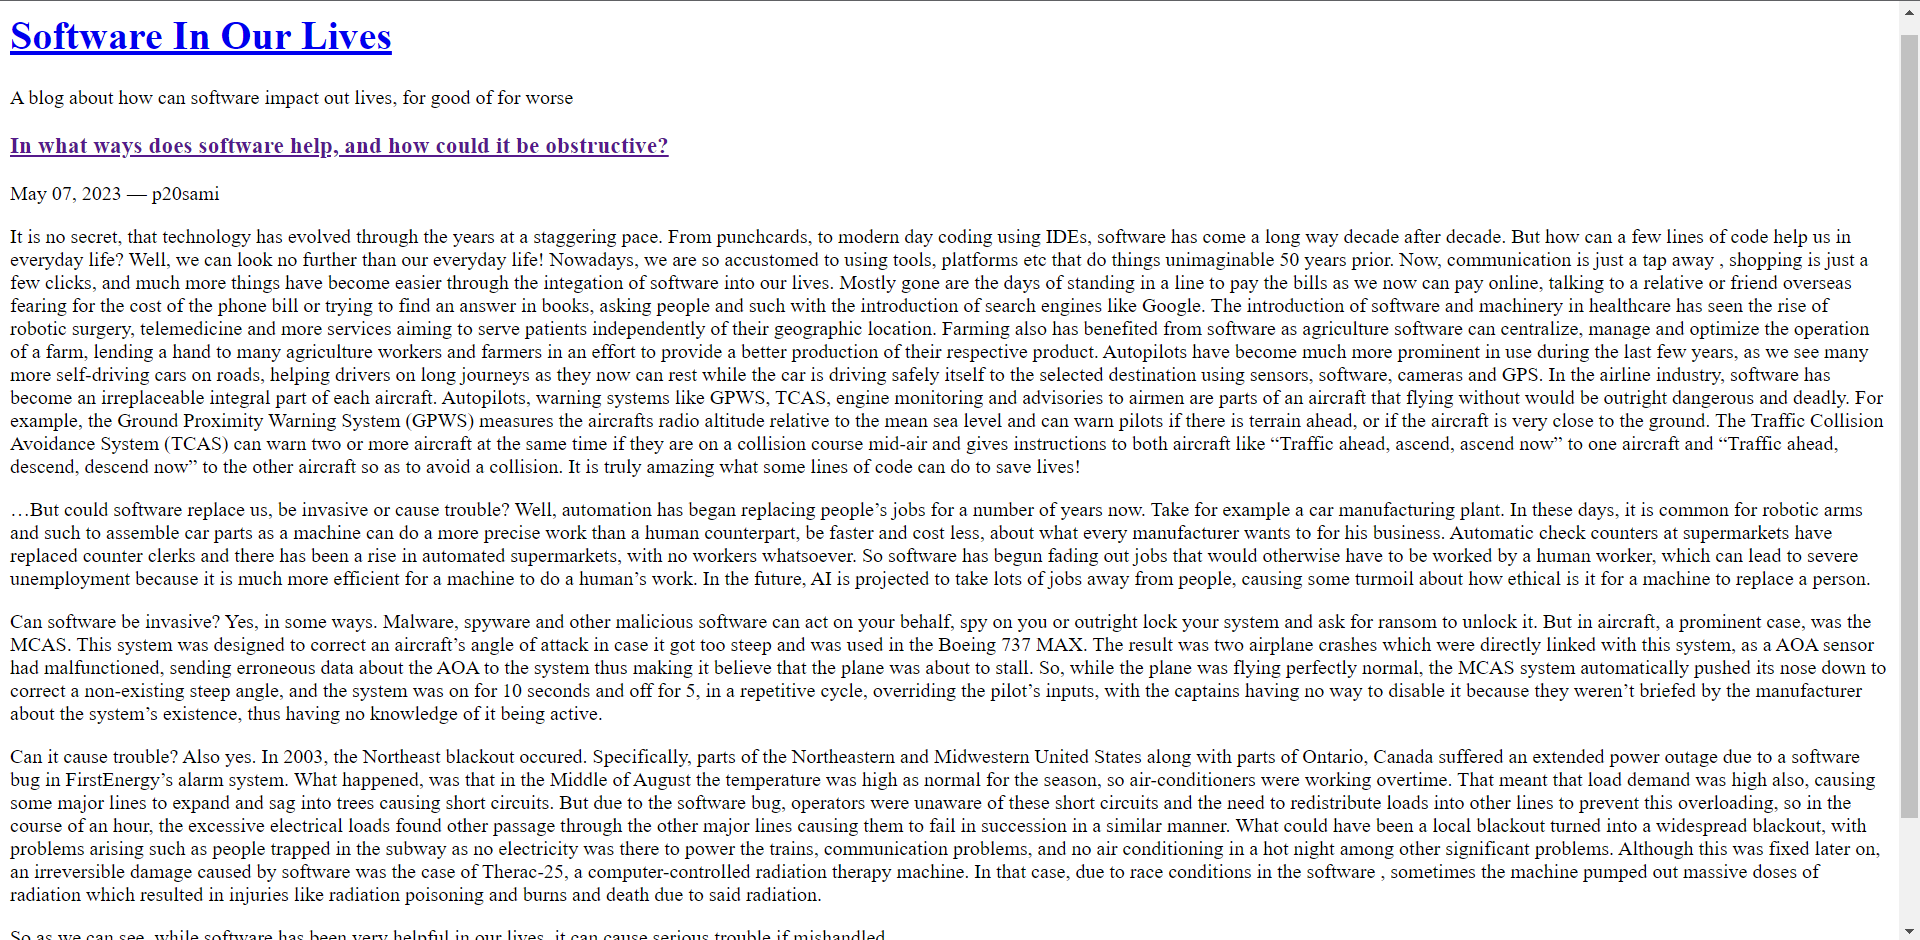 Software In Our Lives
A blog about how can software impact out lives, for good of for worse
In what ways does software help, and how could it be obstructive?
May 07, 2023 — p20sami
It is no secret, that technology has evolved through the years at a staggering pace. From punchcards, to modern day coding using IDEs, software has come a long way decade after decade. But how can a few lines of code help us in
everyday life? Well, we can look no further than our everyday life! Nowadays, we are so accustomed to using tools, platforms etc that do things unimaginable 50 years prior. Now, communication is just a tap away , shopping is just a
few clicks, and much more things have become easier through the integation of software into our lives. Mostly gone are the days of standing in a line to pay the bills as we now can pay online, talking to a relative or friend overseas
fearing for the cost of the phone bill or trying to find an answer in books, asking people and such with the introduction of search engines like Google. The introduction of software and machinery in healthcare has seen the rise of
robotic surgery, telemedicine and more services aiming to serve patients independently of their geographic location. Farming also has benefited from software as agriculture software can centralize, manage and optimize the operation
of a farm, lending a hand to many agriculture workers and farmers in an effort to provide a better production of their respective product. Autopilots have become much more prominent in use during the last few years, as we see many
more self-driving cars on roads, helping drivers on long journeys as they now can rest while the car is driving safely itself to the selected destination using sensors, software, cameras and GPS. In the airline industry, software has
become an irreplaceable integral part of each aircraft. Autopilots, warning systems like GPWS, TCAS, engine monitoring and advisories to airmen are parts of an aircraft that flying without would be outright dangerous and deadly. For
example, the Ground Proximity Warning System (GPWS) measures the aircrafts radio altitude relative to the mean sea level and can warn pilots if there is terrain ahead, or if the aircraft is very close to the ground. The Traffic Collision
Avoidance System (TCAS) can warn two or more aircraft at the same time if they are on a collision course mid-air and gives instructions to both aircraft like “Traffic ahead, ascend, ascend now” to one aircraft and “Traffic ahead,
descend, descend now” to the other aircraft so as to avoid a collision. It is truly amazing what some lines of code can do to save lives!
…But could software replace us, be invasive or cause trouble? Well, automation has began replacing people’s jobs for a number of years now. Take for example a car manufacturing plant. In these days, it is common for robotic arms
and such to assemble car parts as a machine can do a more precise work than a human counterpart, be faster and cost less, about what every manufacturer wants to for his business. Automatic check counters at supermarkets have
replaced counter clerks and there has been a rise in automated supermarkets, with no workers whatsoever. So software has begun fading out jobs that would otherwise have to be worked by a human worker, which can lead to severe
unemployment because it is much more efficient for a machine to do a human’s work. In the future, AI is projected to take lots of jobs away from people, causing some turmoil about how ethical is it for a machine to replace a person.
Can software be invasive? Yes, in some ways. Malware, spyware and other malicious software can act on your behalf, spy on you or outright lock your system and ask for ransom to unlock it. But in aircraft, a prominent case, was the
MCAS. This system was designed to correct an aircraft’s angle of attack in case it got too steep and was used in the Boeing 737 MAX. The result was two airplane crashes which were directly linked with this system, as a AOA sensor
had malfunctioned, sending erroneous data about the AOA to the system thus making it believe that the plane was about to stall. So, while the plane was flying perfectly normal, the MCAS system automatically pushed its nose down to
correct a non-existing steep angle, and the system was on for 10 seconds and off for 5, in a repetitive cycle, overriding the pilot’s inputs, with the captains having no way to disable it because they weren’t briefed by the manufacturer
about the system’s existence, thus having no knowledge of it being active.
Can it cause trouble? Also yes. In 2003, the Northeast blackout occured. Specifically, parts of the Northeastern and Midwestern United States along with parts of Ontario, Canada suffered an extended power outage due to a software
bug in FirstEnergy’s alarm system. What happened, was that in the Middle of August the temperature was high as normal for the season, so air-conditioners were working overtime. That meant that load demand was high also, causing
some major lines to expand and sag into trees causing short circuits. But due to the software bug, operators were unaware of these short circuits and the need to redistribute loads into other lines to prevent this overloading, so in the
course of an hour, the excessive electrical loads found other passage through the other major lines causing them to fail in succession in a similar manner. What could have been a local blackout turned into a widespread blackout, with
problems arising such as people trapped in the subway as no electricity was there to power the trains, communication problems, and no air conditioning in a hot night among other significant problems. Although this was fixed later on,
an irreversible damage caused by software was the case of Therac-25, a computer-controlled radiation therapy machine. In that case, due to race conditions in the software , sometimes the machine pumped out massive doses of
radiation which resulted in injuries like radiation poisoning and burns and death due to said radiation.
So as we can see, while software has been very helpful in our lives, it can cause serious trouble if mishandled